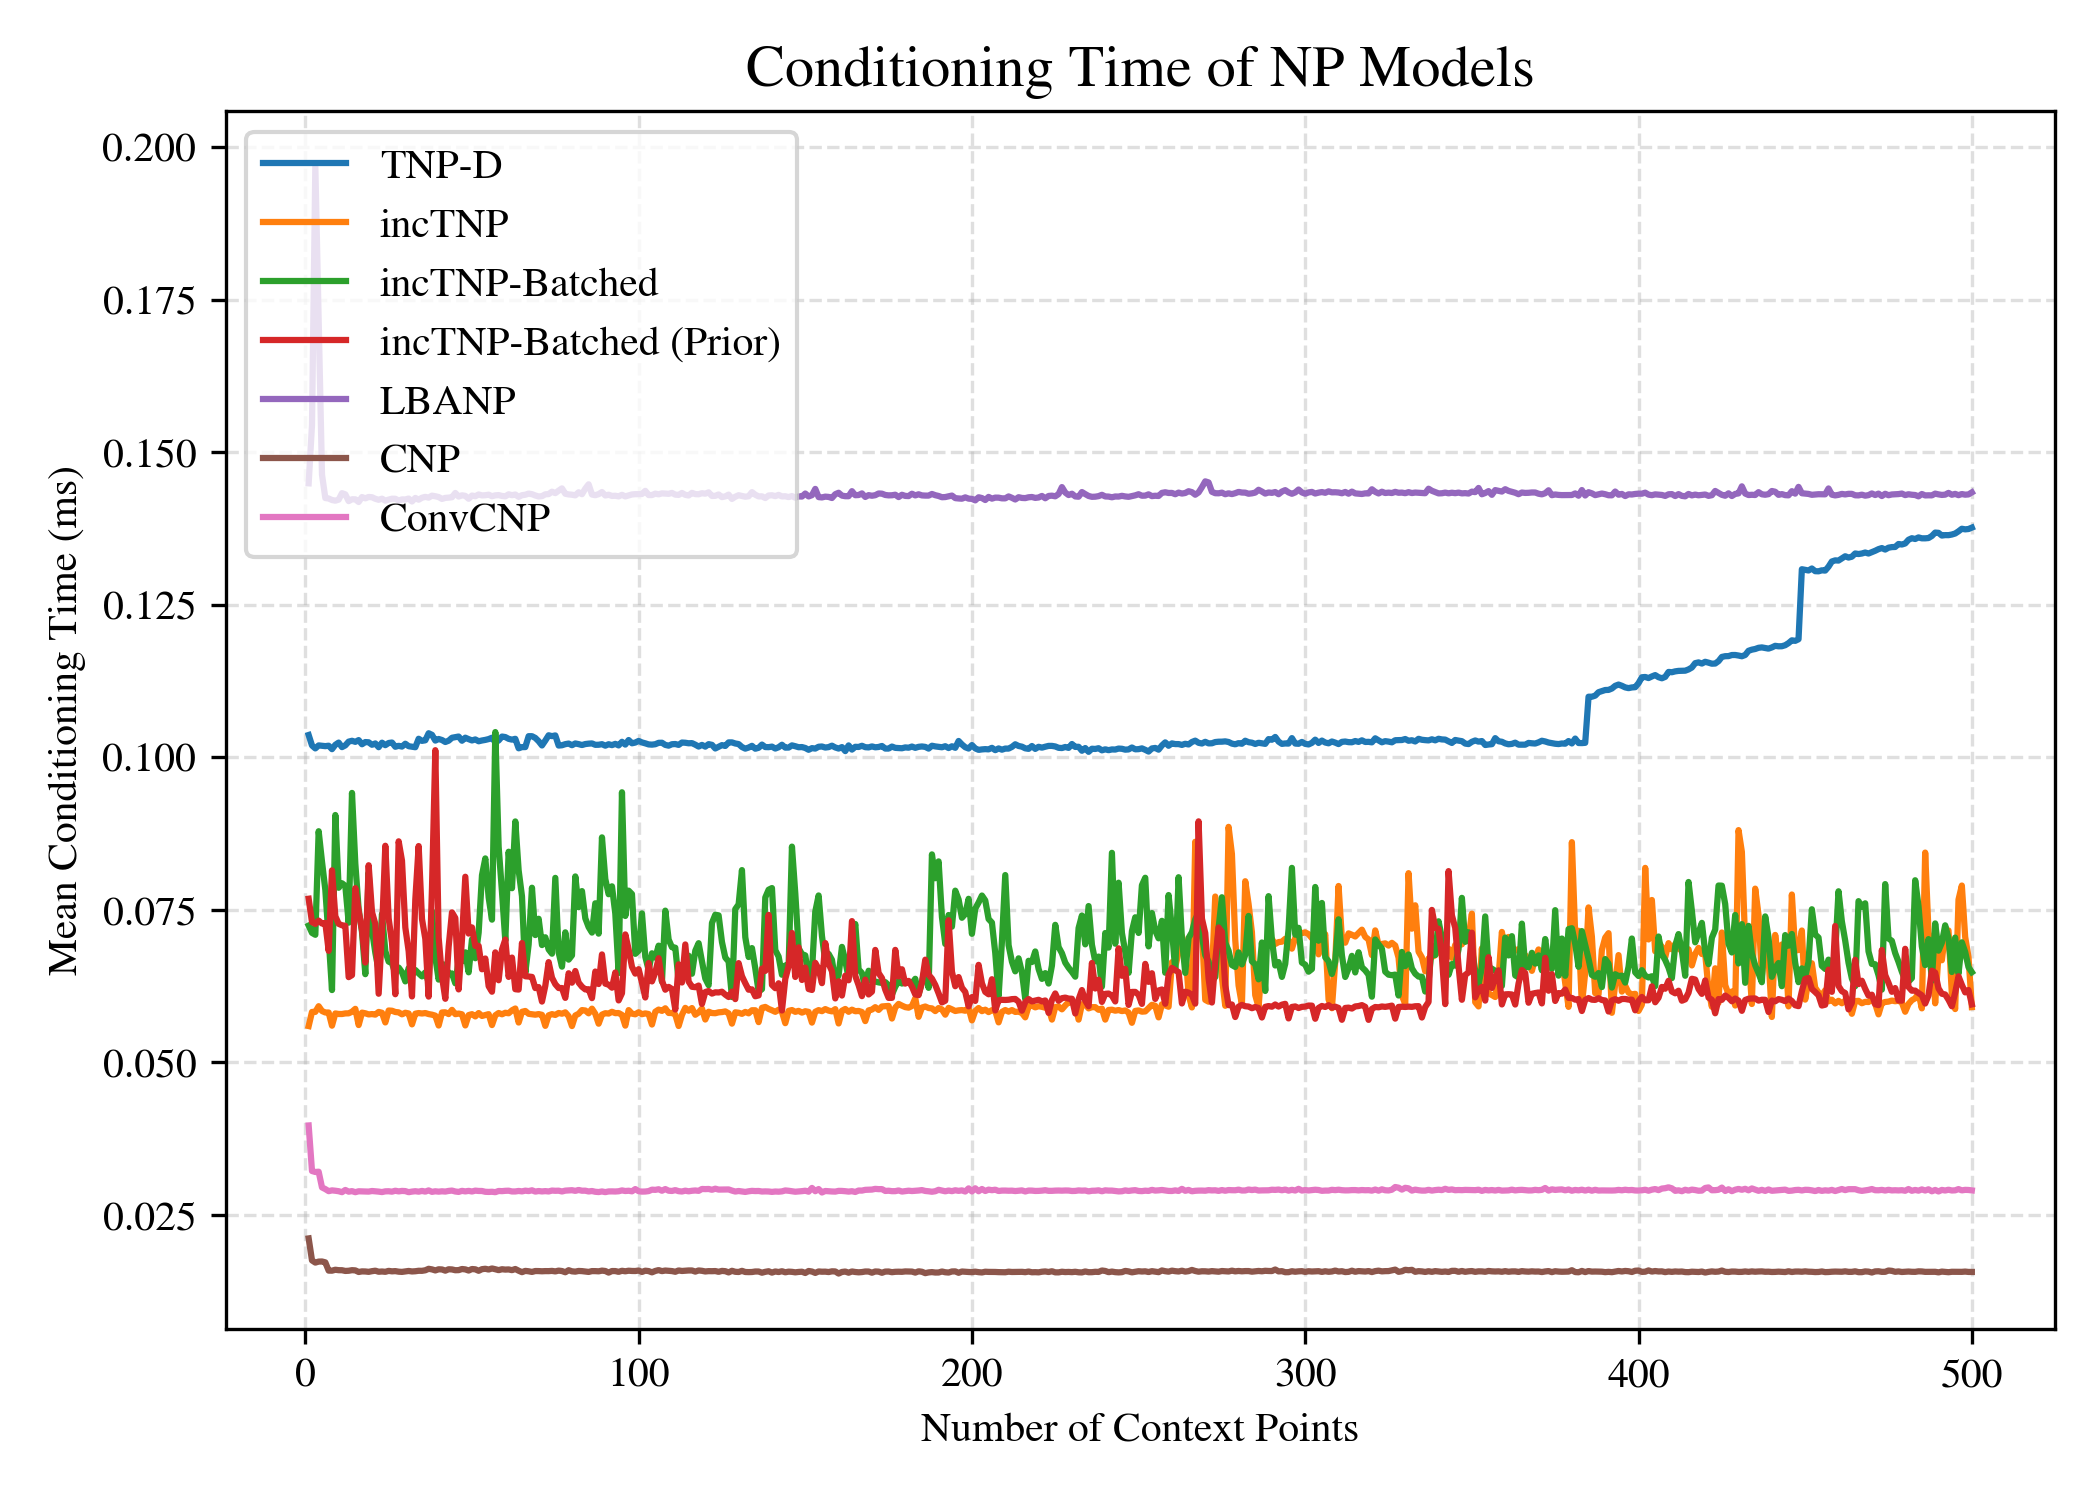 Conditioning Time of NP Models
0.200
0.175
0.150
0.125
0.100
0.075
0.050
0.025
Mean Conditioning Time (ms)
TNP-D
incTNP
incTNP-Batched
incTNP-Batched (Prior)
LBANP
CNP
ConvCNP
0 100 200 300 400 500
Number of Context Points